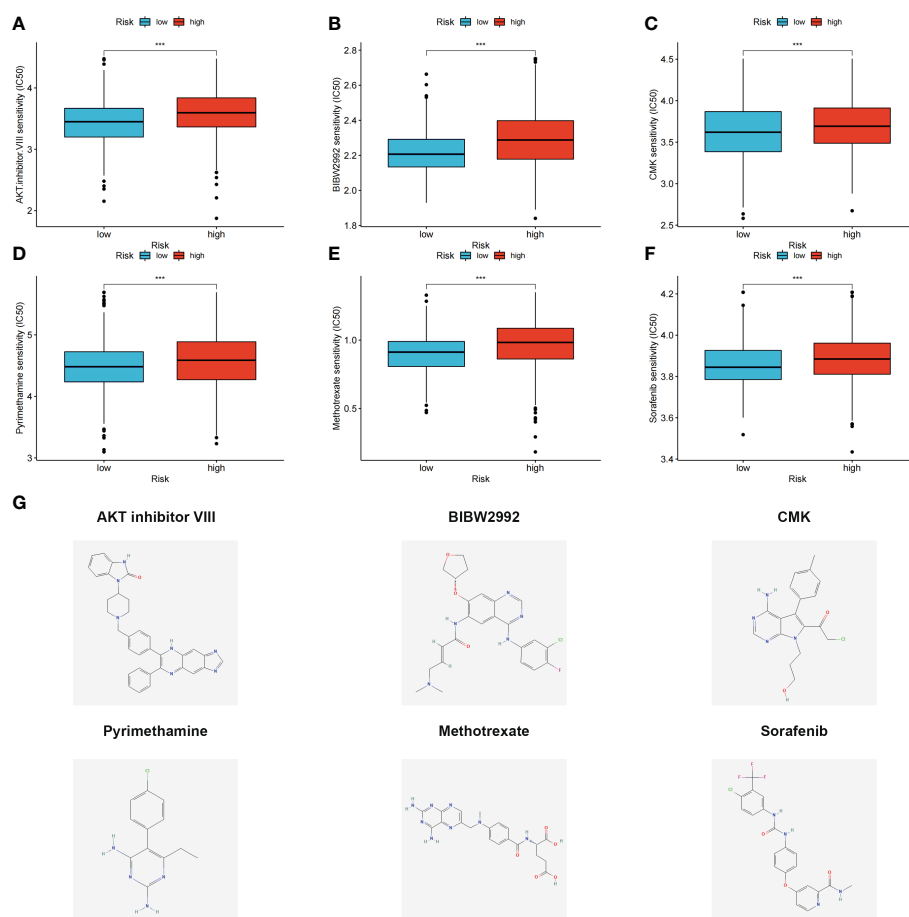 A
Risk low high
***
AKT.inhibitor.VIII sensitivity (IC50)
4
3
2
low high
Risk
B
Risk low high
***
BIBW2992 sensitivity (IC50)
2.8
2.6
2.4
2.2
2.0
1.8
low high
Risk
C
Risk low high
***
CMK sensitivity (IC50)
4.5
4.0
3.5
3.0
2.5
low high
Risk
D
Risk low high
***
Pyrimethamine sensitivity (IC50)
5
4
3
low high
Risk
E
Risk low high
***
Methotrexate sensitivity (IC50)
1.0
0.5
low high
Risk
F
Risk low high
***
Sorafenib sensitivity (IC50)
4.2
4.0
3.8
3.6
3.4
low high
Risk
G
AKT inhibitor VIII
BIBW2992
CMK
Pyrimethamine
Methotrexate
Sorafenib